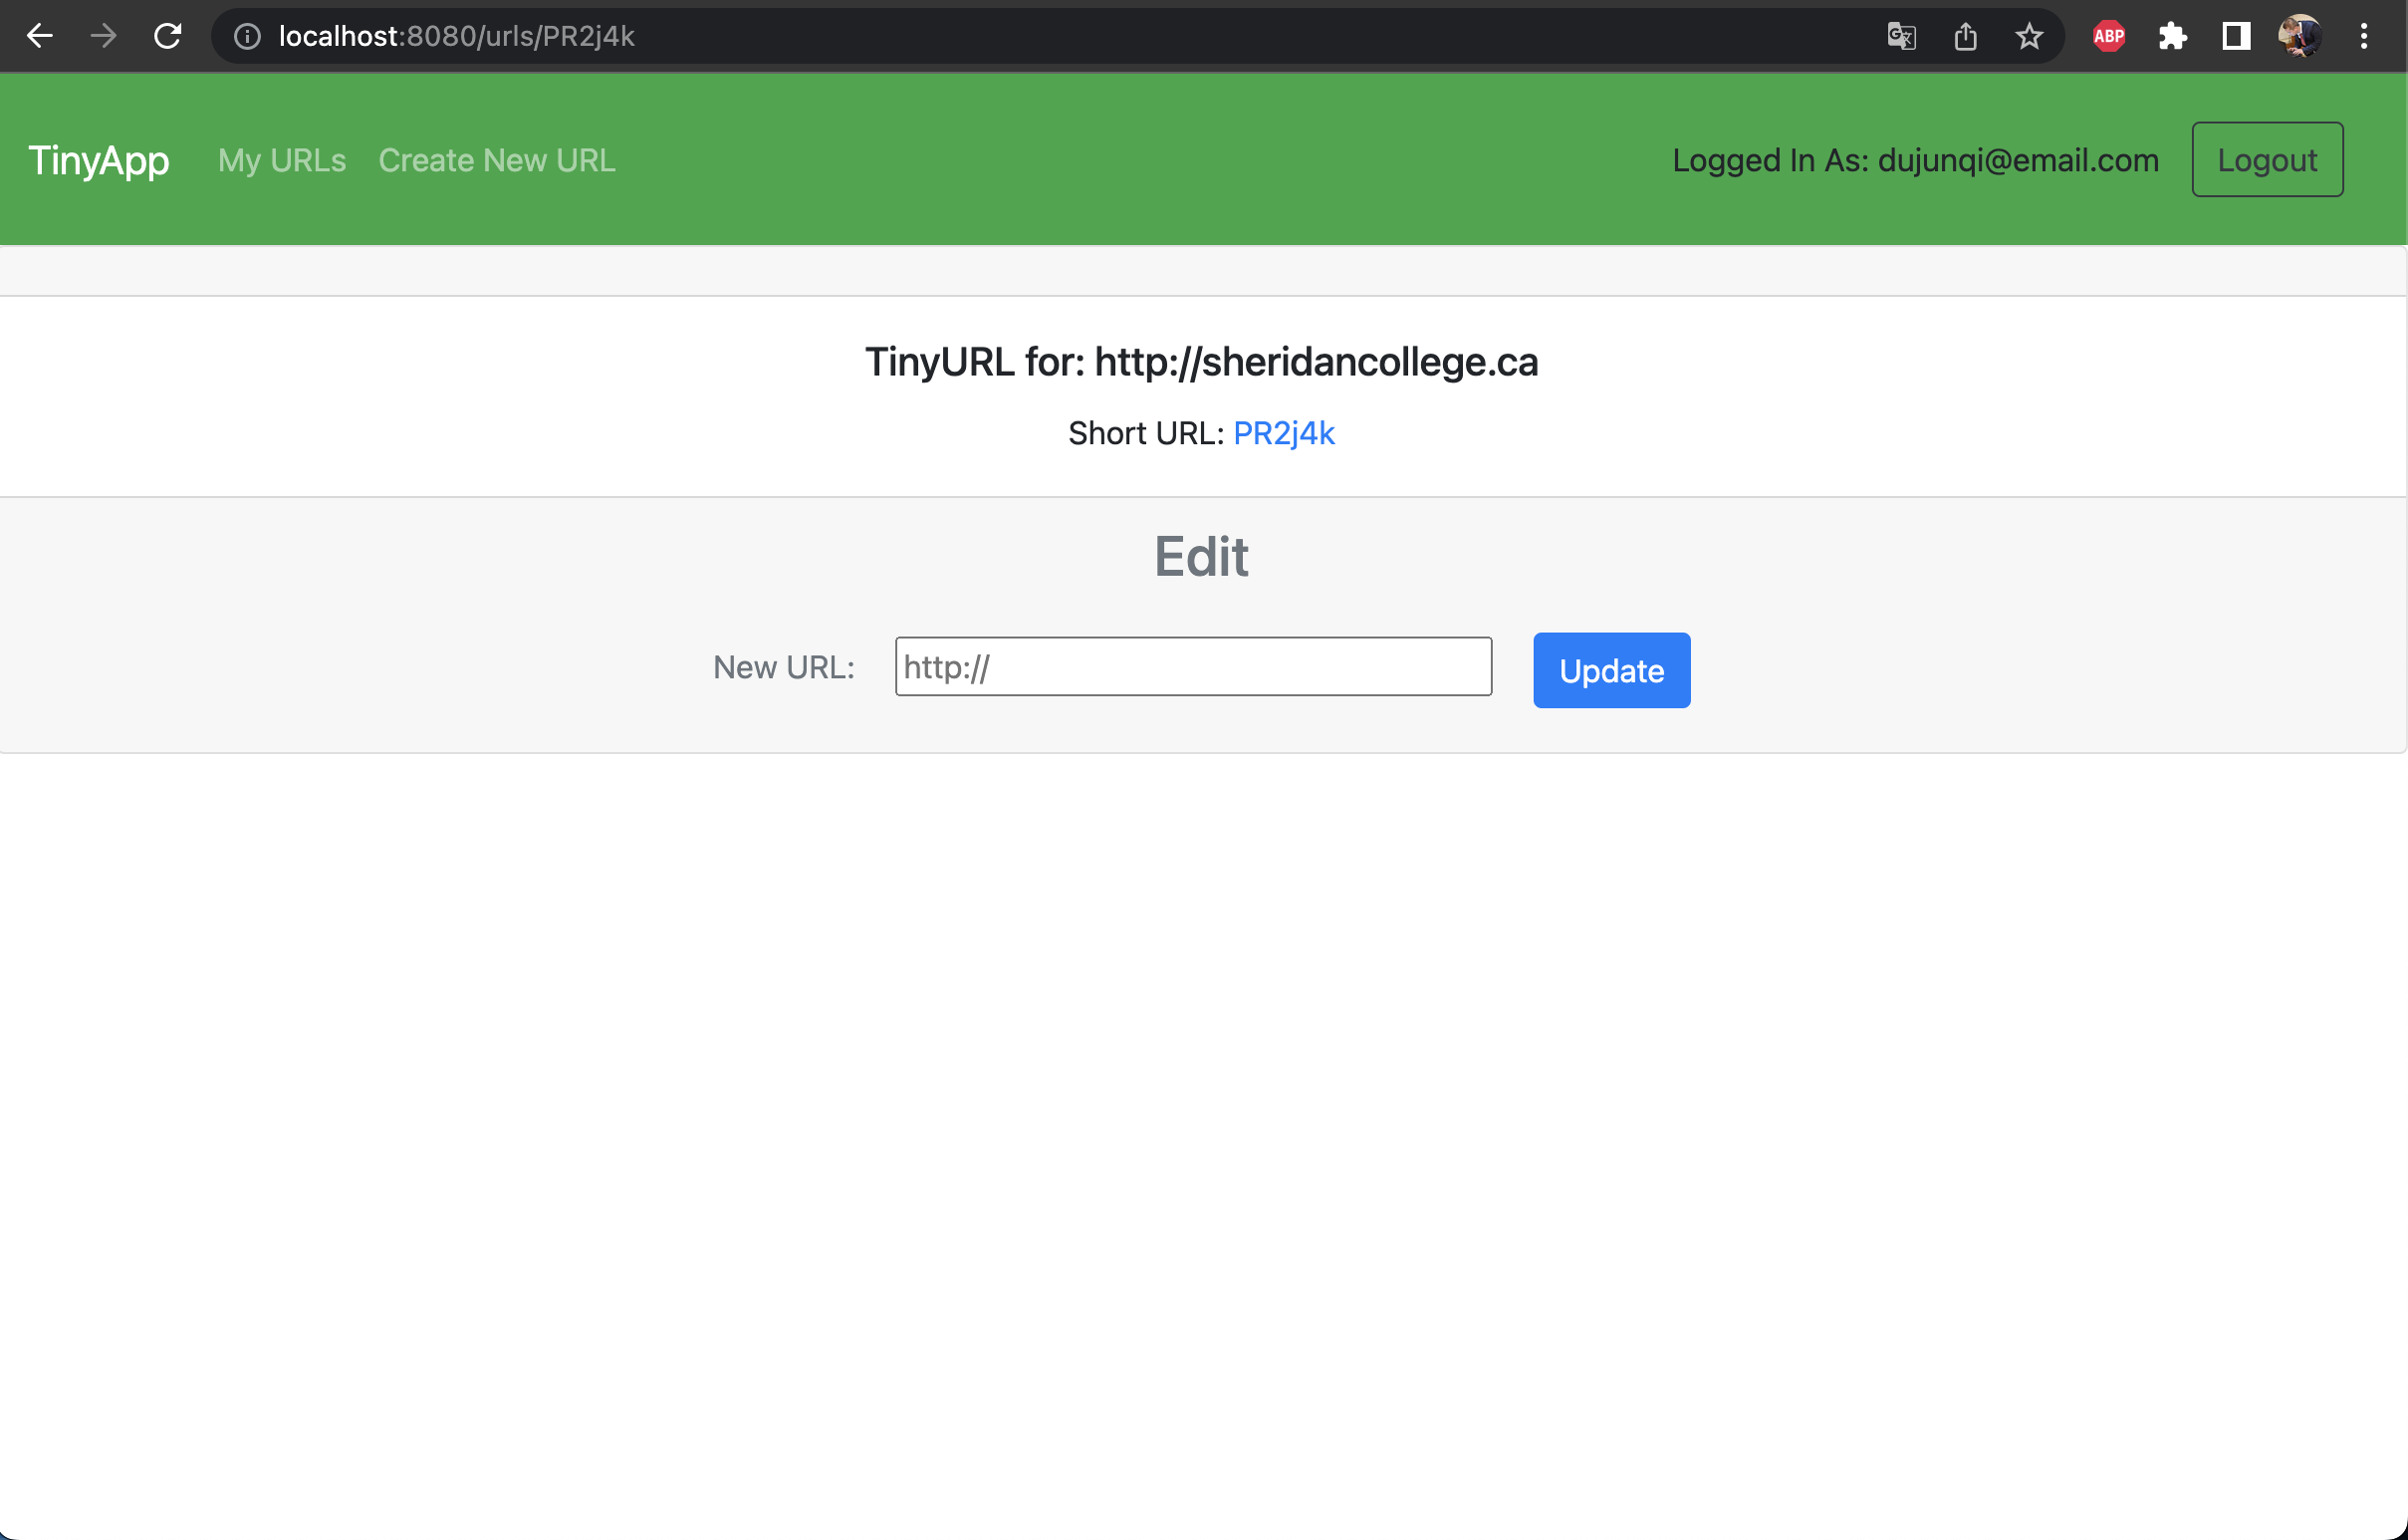 localhost:8080/urls/PR2j4k
ABP
TinyApp My URLs Create New URL Logged In As: dujunqi@email.com Logout
TinyURL for: http://sheridancollege.ca
Short URL: PR2j4k
Edit
New URL: http:// Update